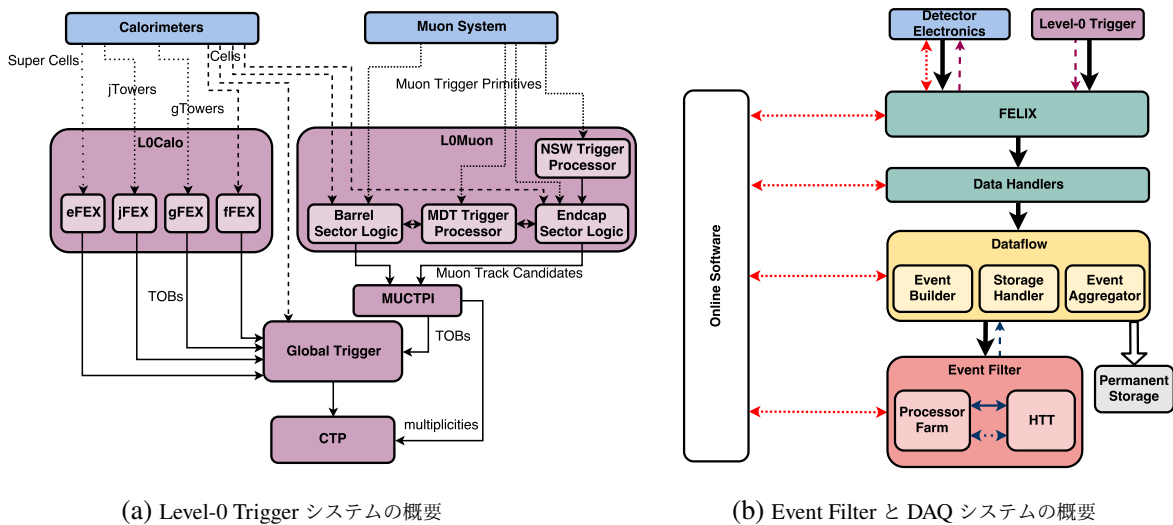 Calorimeters
Muon System
Super Cells
Cells
jTowers
Muon Trigger Primitives
gTowers
L0Calo
L0Muon
NSW Trigger
Processor
eFEX
jFEX
gFEX
fFEX
Barrel
Sector Logic
MDT Trigger
Processor
Endcap
Sector Logic
Muon Track Candidates
TOBs
MUCTPI
Global Trigger
TOBs
CTP
multiplicities
(a) Level-0 Trigger システムの概要
Detector
Electronics
Level-0 Trigger
Online Software
FELIX
Data Handlers
Dataflow
Event
Builder
Storage
Handler
Event
Aggregator
Event Filter
Processor
Farm
HTT
Permanent
Storage
(b) Event Filter と DAQ システムの概要